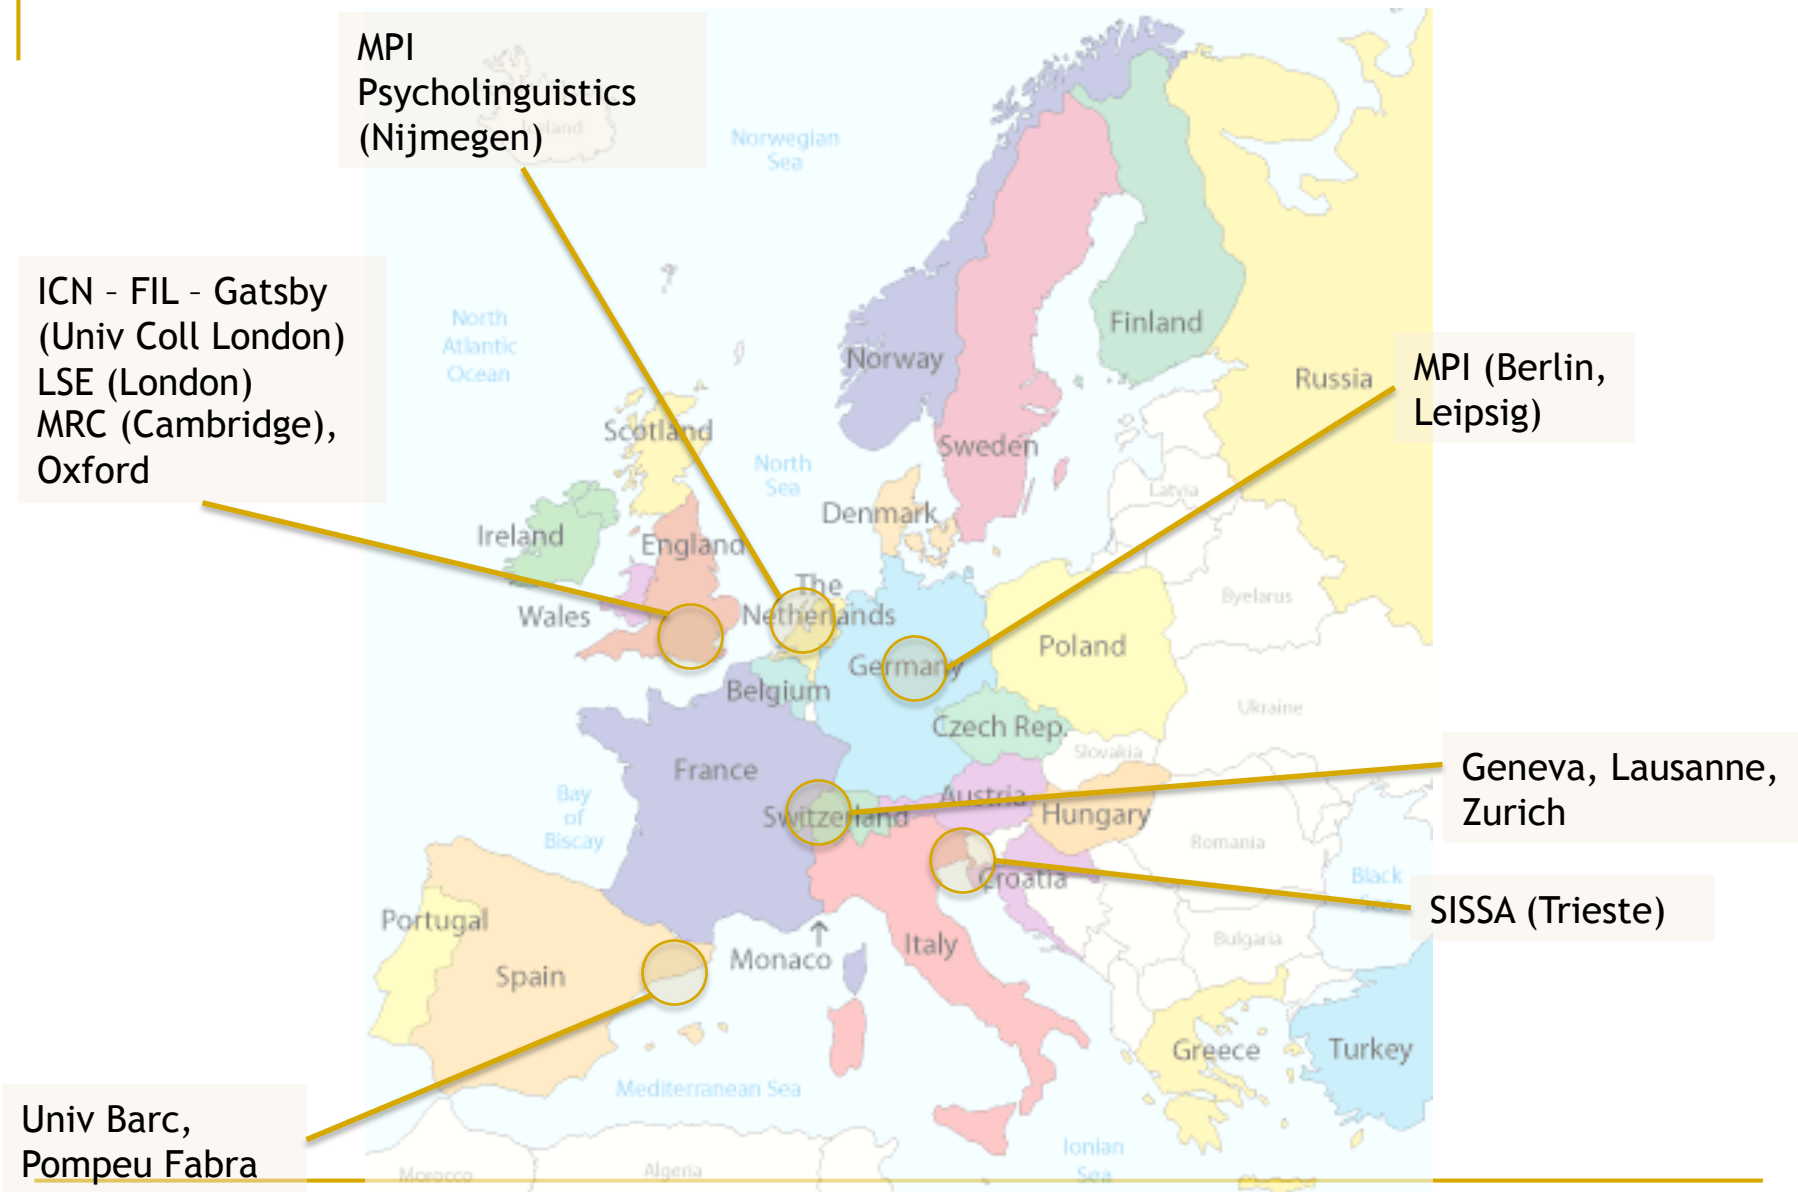 MPI
Psycholinguistics
(Nijmegen)
Iceland
Norwegian
Sea
ICN – FIL – Gatsby
(Univ Coll London)
LSE (London)
MRC (Cambridge),
Oxford
North
Atlantic
Ocean
Norway
Finland
Russia
MPI (Berlin,
Leipsig)
Scotland
Sweden
North
Sea
Latvia
Denmark
Ireland
England
The
Netherlands
Wales
Byelarus
Poland
Germany
Belgium
Ukraine
Czech Rep.
Slovakia
France
Geneva, Lausanne,
Zurich
Bay
of
Biscay
Switzerland
Austria
Hungary
Romania
Croatia
Black
Sea
SISSA (Trieste)
Portugal
Monaco
Italy
Bulgaria
Spain
Greece
Turkey
Mediterranean Sea
Univ Barc,
Pompeu Fabra
Ionian
Sea
Morocco
Algeria